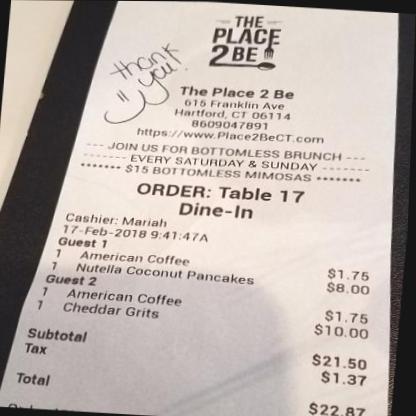 THE
PLACE
2 BE
thank
you!
The Place 2 Be
615 Franklin Ave
Hartford, CT 06114
8609047891
https://www.Place2BeCT.com
--- JOIN US FOR BOTTOMLESS BRUNCH ---
-------- EVERY SATURDAY & SUNDAY --------
******* $15 BOTTOMLESS MIMOSAS *******
ORDER: Table 17
Dine-In
Cashier: Mariah
17-Feb-2018 9:41:47A
Guest 1
1 American Coffee $1.75
1 Nutella Coconut Pancakes $8.00
Guest 2
1 American Coffee $1.75
1 Cheddar Grits $10.00
Subtotal $21.50
Tax $1.37
Total $22.87